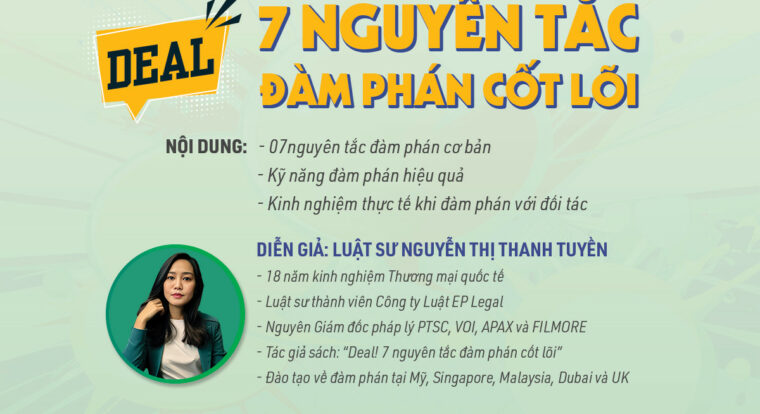 DEAL
7 NGUYÊN TẮC
ĐÀM PHÁN CỐT LÕI
NỘI DUNG: - 07nguyên tắc đàm phán cơ bản
- Kỹ năng đàm phán hiệu quả
- Kinh nghiệm thực tế khi đàm phán với đối tác
DIỄN GIẢ: LUẬT SƯ NGUYỄN THỊ THANH TUYỀN
- 18 năm kinh nghiệm Thương mại quốc tế
- Luật sư thành viên Công ty Luật EP Legal
- Nguyên Giám đốc pháp lý PTSC, VOI, APAX và FILMORE
- Tác giả sách: “Deal! 7 nguyên tắc đàm phán cốt lõi”
- Đào tạo về đàm phán tại Mỹ, Singapore, Malaysia, Dubai và UK